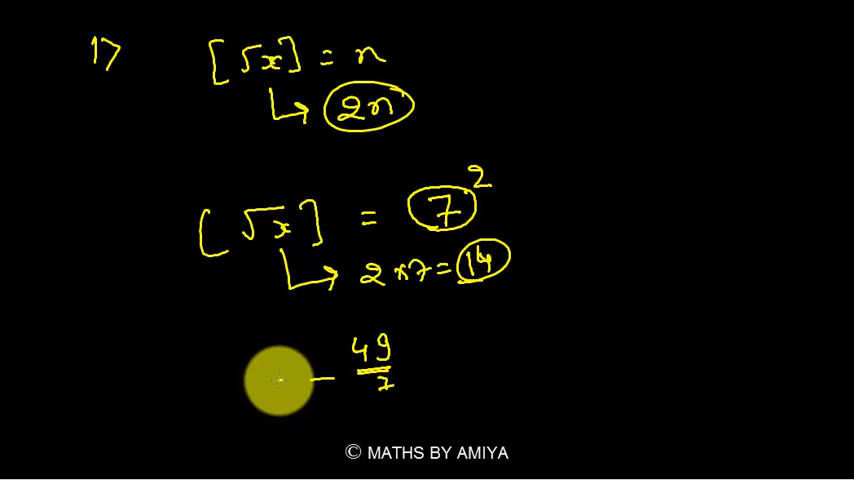 17 [√x] = n
↳ 2n
[√x] = 7²
↳ 2×7 = 14
49
7
© MATHS BY AMIYA